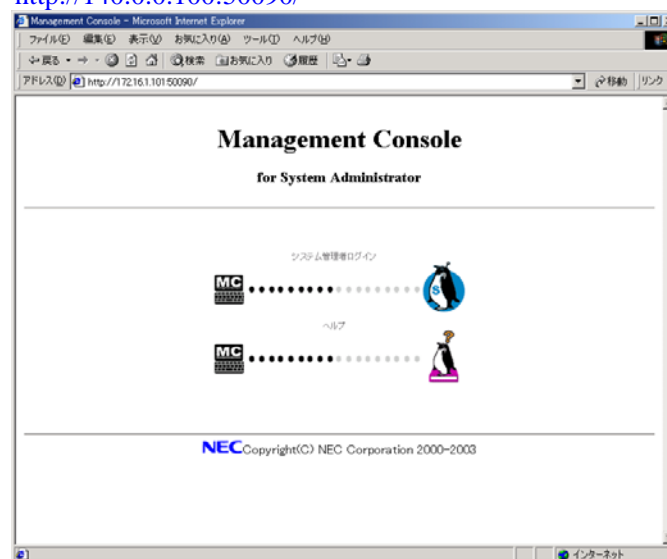 http://140.0.0.100:50090/
Management Console - Microsoft Internet Explorer
ファイル(F) 編集(E) 表示(V) お気に入り(A) ツール(T) ヘルプ(H)
戻る 検索 お気に入り 履歴
アドレス(D) http://172.16.1.101:50090/ 移動 リンク
Management Console
for System Administrator
システム管理者ログイン
MC S
ヘルプ
MC ?
NEC Copyright(C) NEC Corporation 2000-2003
インターネット